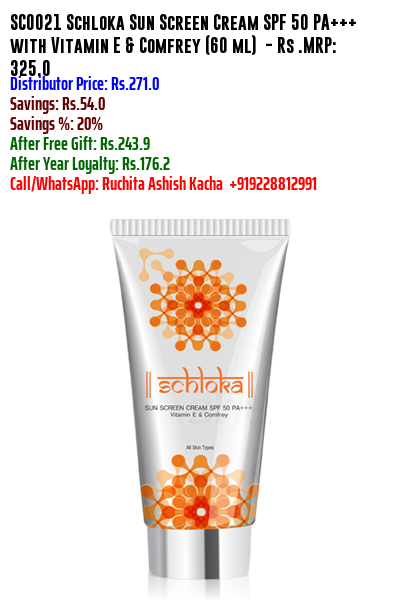 SC0021 Schloka Sun Screen Cream SPF 50 PA+++
with Vitamin E & Comfrey (60 ml) - Rs .MRP:
325.0
Distributor Price: Rs.271.0
Savings: Rs.54.0
Savings %: 20%
After Free Gift: Rs.243.9
After Year Loyalty: Rs.176.2
Call/WhatsApp: Ruchita Ashish Kacha +919228812991
schloka
SUN SCREEN CREAM SPF 50 PA+++
Vitamin E & Comfrey
All Skin Types